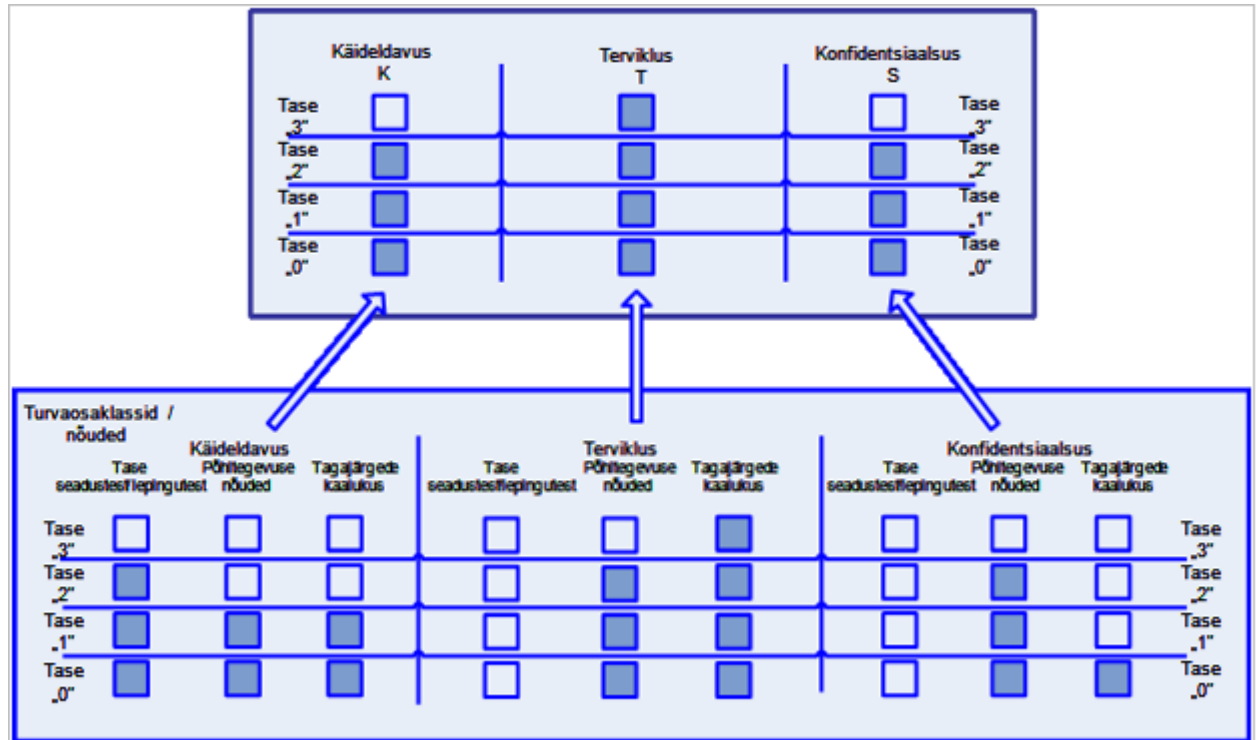 Käideldavus Terviklus Konfidentsiaalsus
K T S
Tase Tase
„3” „3”
Tase Tase
„2” „2”
Tase Tase
„1” „1”
Tase Tase
„0” „0”
Turvaosaklassid /
nõuded
Käideldavus Terviklus Konfidentsiaalsus
Tase Põhitegevuse Tagajärgede Tase Põhitegevuse Tagajärgede Tase Põhitegevuse Tagajärgede
seadustest/lepingutest nõuded kaalukus seadustest/lepingutest nõuded kaalukus seadustest/lepingutest nõuded kaalukus
Tase Tase
„3” „3”
Tase Tase
„2” „2”
Tase Tase
„1” „1”
Tase Tase
„0” „0”